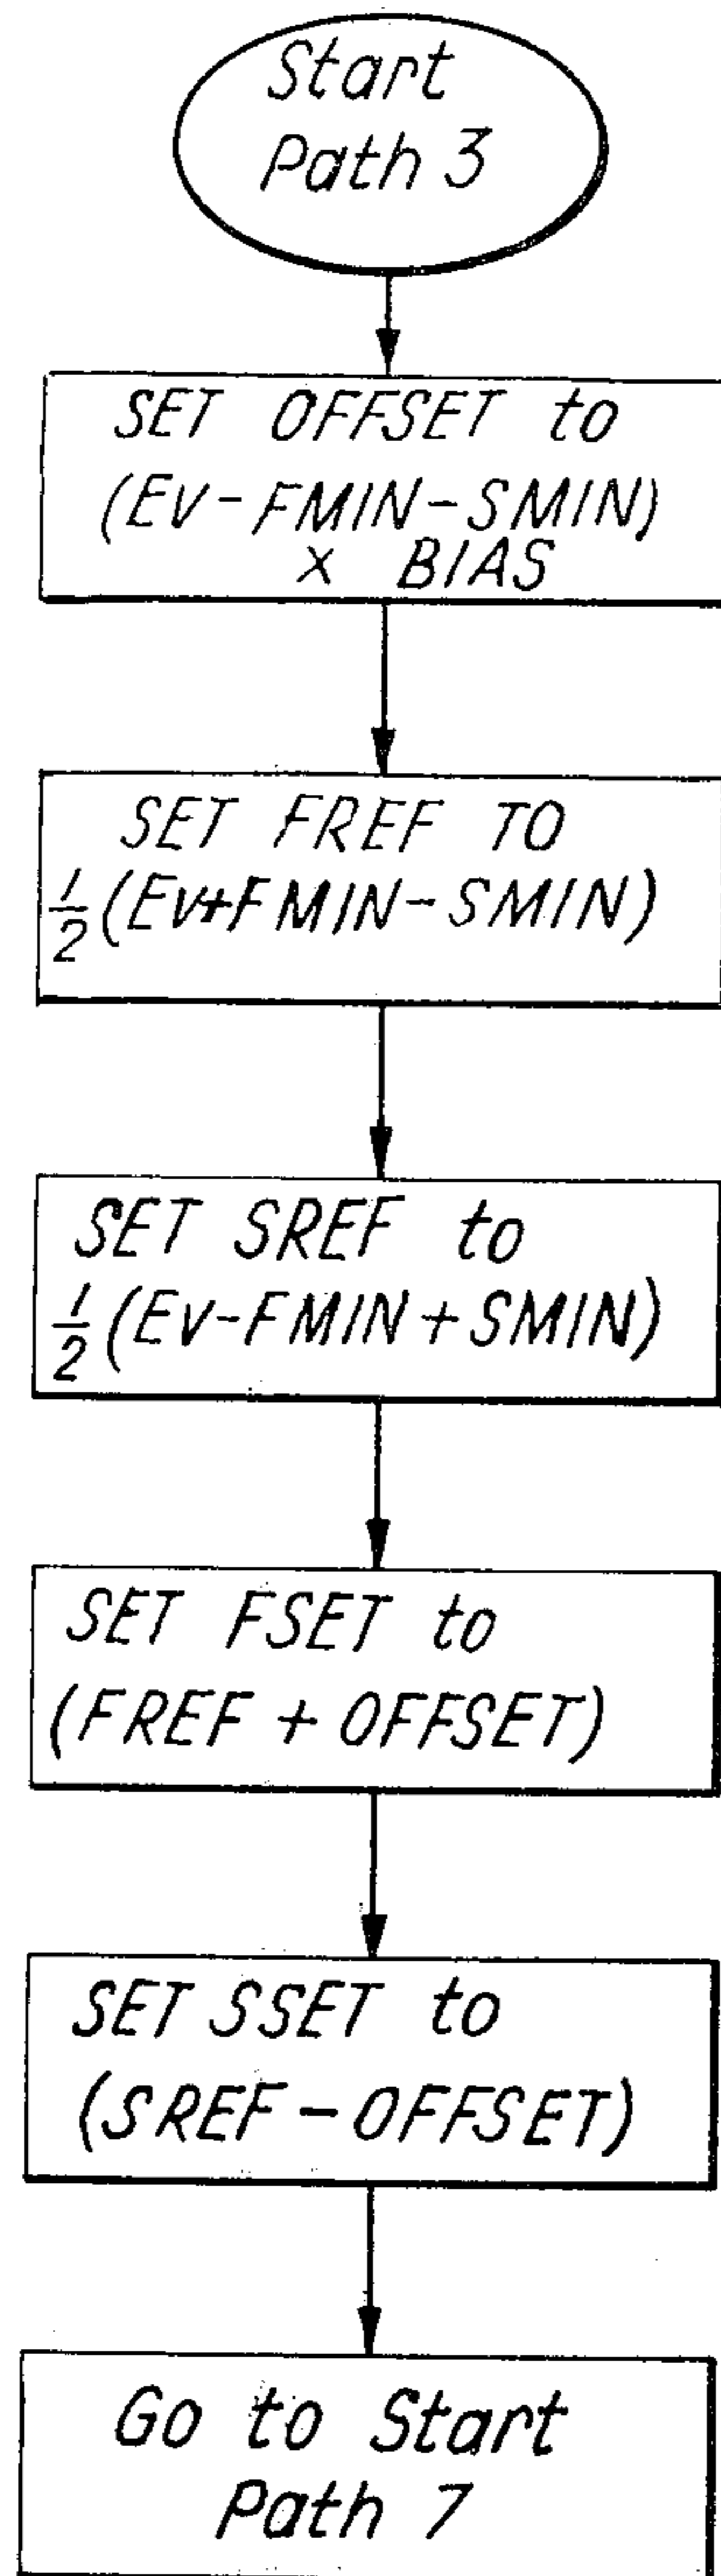 Start
Path 3
SET OFFSET to
(Ev-FMIN-SMIN)
x BIAS
SET FREF TO
1/2 (Ev+FMIN-SMIN)
SET SREF to
1/2 (Ev-FMIN+SMIN)
SET FSET to
(FREF + OFFSET)
SET SSET to
(SREF-OFFSET)
Go to Start
Path 7